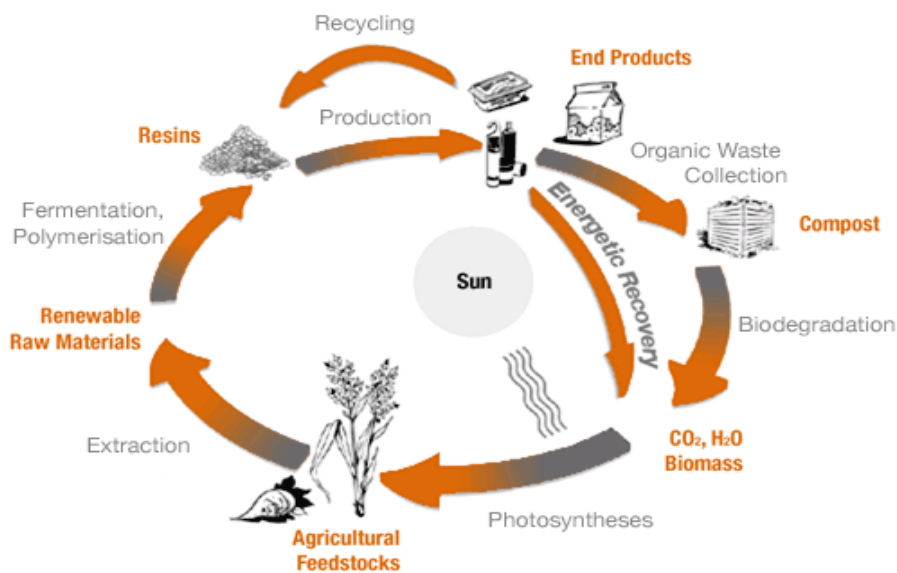 Recycling
End Products
Production
Resins
Organic Waste
Collection
Fermentation,
Polymerisation
Energetic Recovery
Compost
Sun
Renewable
Raw Materials
Biodegradation
Extraction
CO₂, H₂O
Biomass
Photosyntheses
Agricultural
Feedstocks